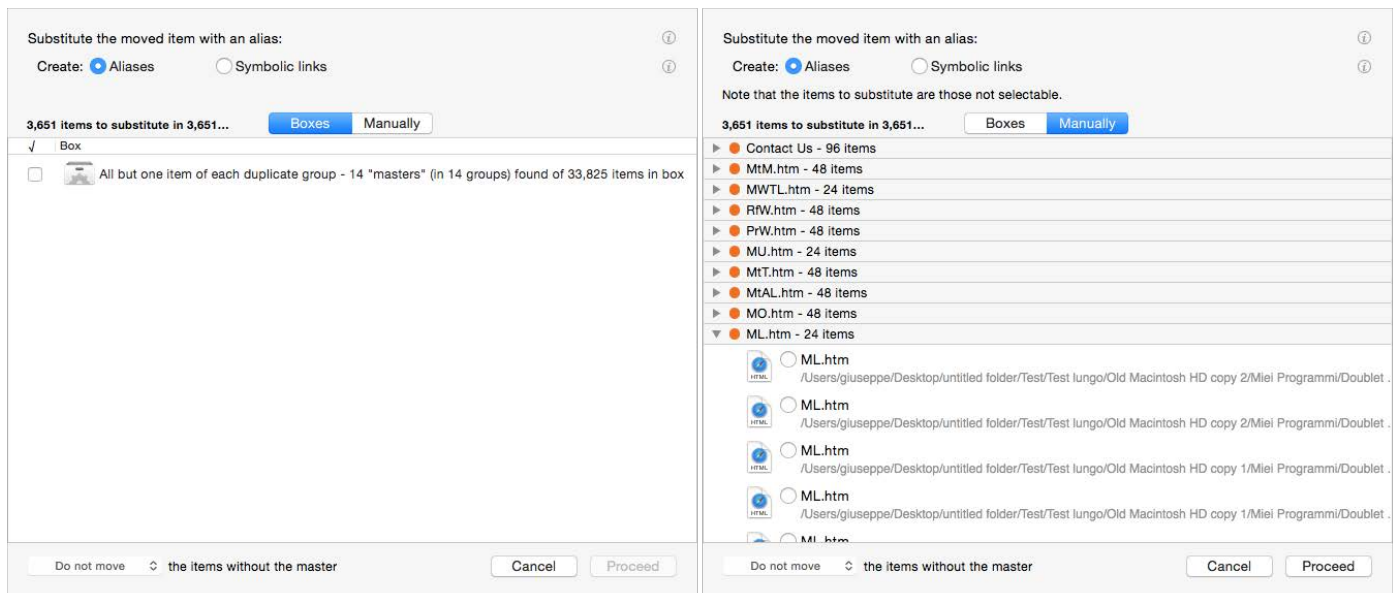 Substitute the moved item with an alias:
Create: Aliases Symbolic links
3,651 items to substitute in 3,651... Boxes Manually
√ Box
All but one item of each duplicate group - 14 "masters" (in 14 groups) found of 33,825 items in box
Do not move the items without the master Cancel Proceed
Substitute the moved item with an alias:
Create: Aliases Symbolic links
Note that the items to substitute are those not selectable.
3,651 items to substitute in 3,651... Boxes Manually
Contact Us - 96 items
MtM.htm - 48 items
MWTL.htm - 24 items
RfW.htm - 48 items
PrW.htm - 48 items
MU.htm - 24 items
MtT.htm - 48 items
MtAL.htm - 48 items
MO.htm - 48 items
ML.htm - 24 items
ML.htm
HTML /Users/giuseppe/Desktop/untitled folder/Test/Test lungo/Old Macintosh HD copy 2/Miei Programmi/Doublet .
ML.htm
HTML /Users/giuseppe/Desktop/untitled folder/Test/Test lungo/Old Macintosh HD copy 2/Miei Programmi/Doublet .
ML.htm
HTML /Users/giuseppe/Desktop/untitled folder/Test/Test lungo/Old Macintosh HD copy 1/Miei Programmi/Doublet .
ML.htm
HTML /Users/giuseppe/Desktop/untitled folder/Test/Test lungo/Old Macintosh HD copy 1/Miei Programmi/Doublet .
ML.htm
Do not move the items without the master Cancel Proceed